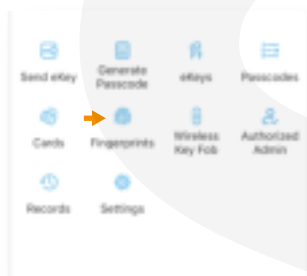 Send eKey
Generate
Passcode
eKeys
Passcodes
Cards
Fingerprints
Wireless
Key Fob
Authorized
Admin
Records
Settings